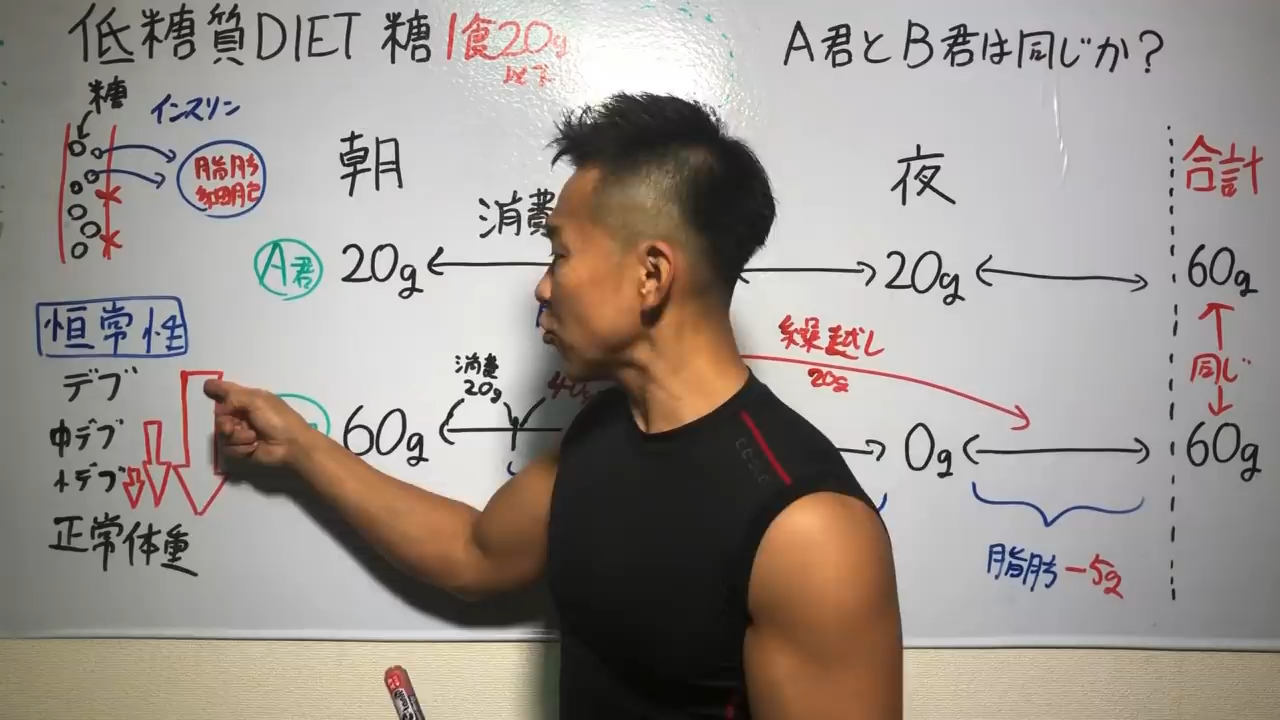 低糖質DIET 糖1食20g
以下
A君とB君は同じか?
糖
インスリン
脂肪
細胞
朝
夜
合計
消費
A君
20g
20g
60g
恒常性
繰越し
20g
同じ
デブ
中デブ
小デブ
正常体重
消費
20g
40g
60g
0g
60g
脂肪-5g